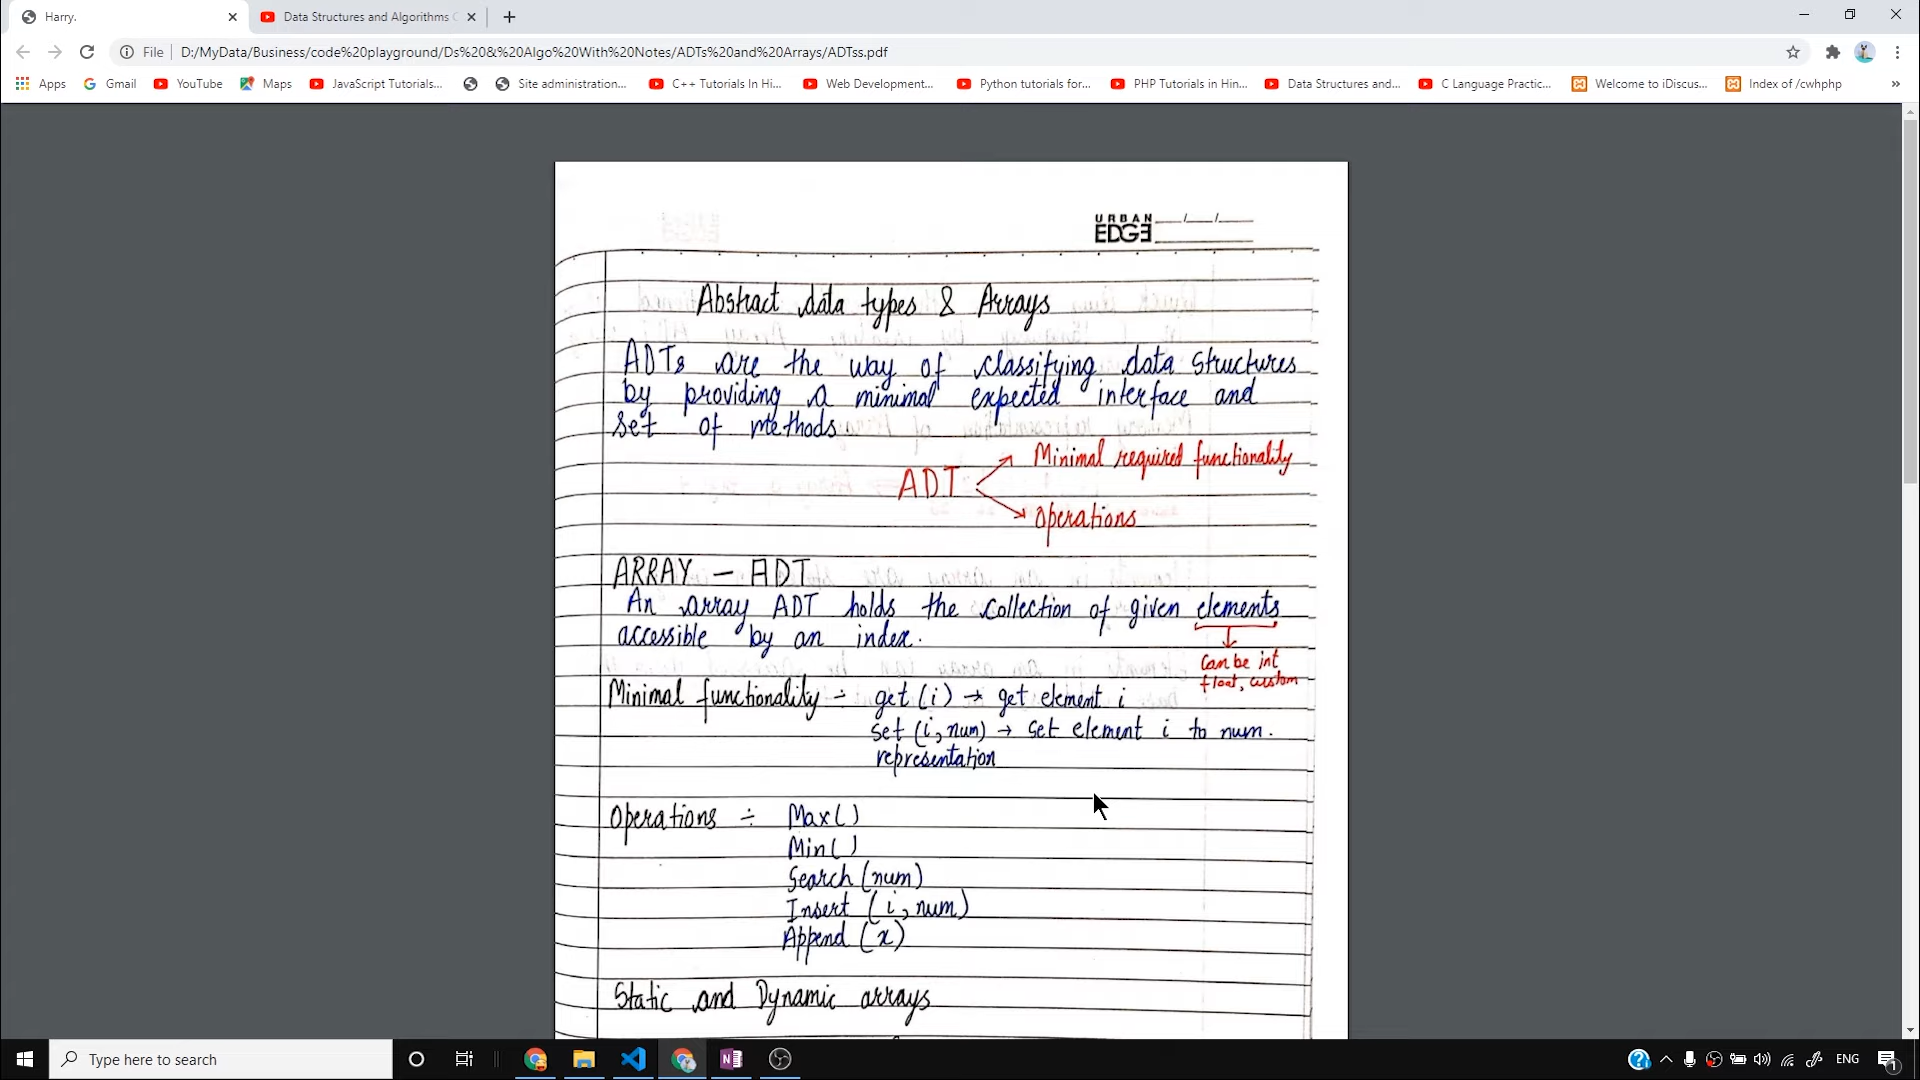 Harry.
Data Structures and Algorithms C
File
D:/MyData/Business/code%20playground/Ds%20&%20Algo%20With%20Notes/ADTs%20and%20Arrays/ADTss.pdf
Apps Gmail YouTube Maps JavaScript Tutorials... Site administration... C++ Tutorials In Hi... Web Development... Python tutorials for... PHP Tutorials in Hin... Data Structures and... C Language Practic... Welcome to iDiscus... Index of /cwhphp »
URBAN
EDGE
Abstract data types & Arrays
ADTs are the way of classifying data structures
by providing a minimal expected interface and
set of methods.
Minimal required functionality
ADT
Operations
ARRAY - ADT
An array ADT holds the collection of given elements
accessible by an index.
Can be int
float, custom
Minimal functionality ÷ get (i) → get element i
set (i, num) → set element i to num.
representation
Operations ÷ Max()
Min()
Search (num)
Insert (i, num)
Append (x)
Static and Dynamic arrays
Type here to search
ENG
1